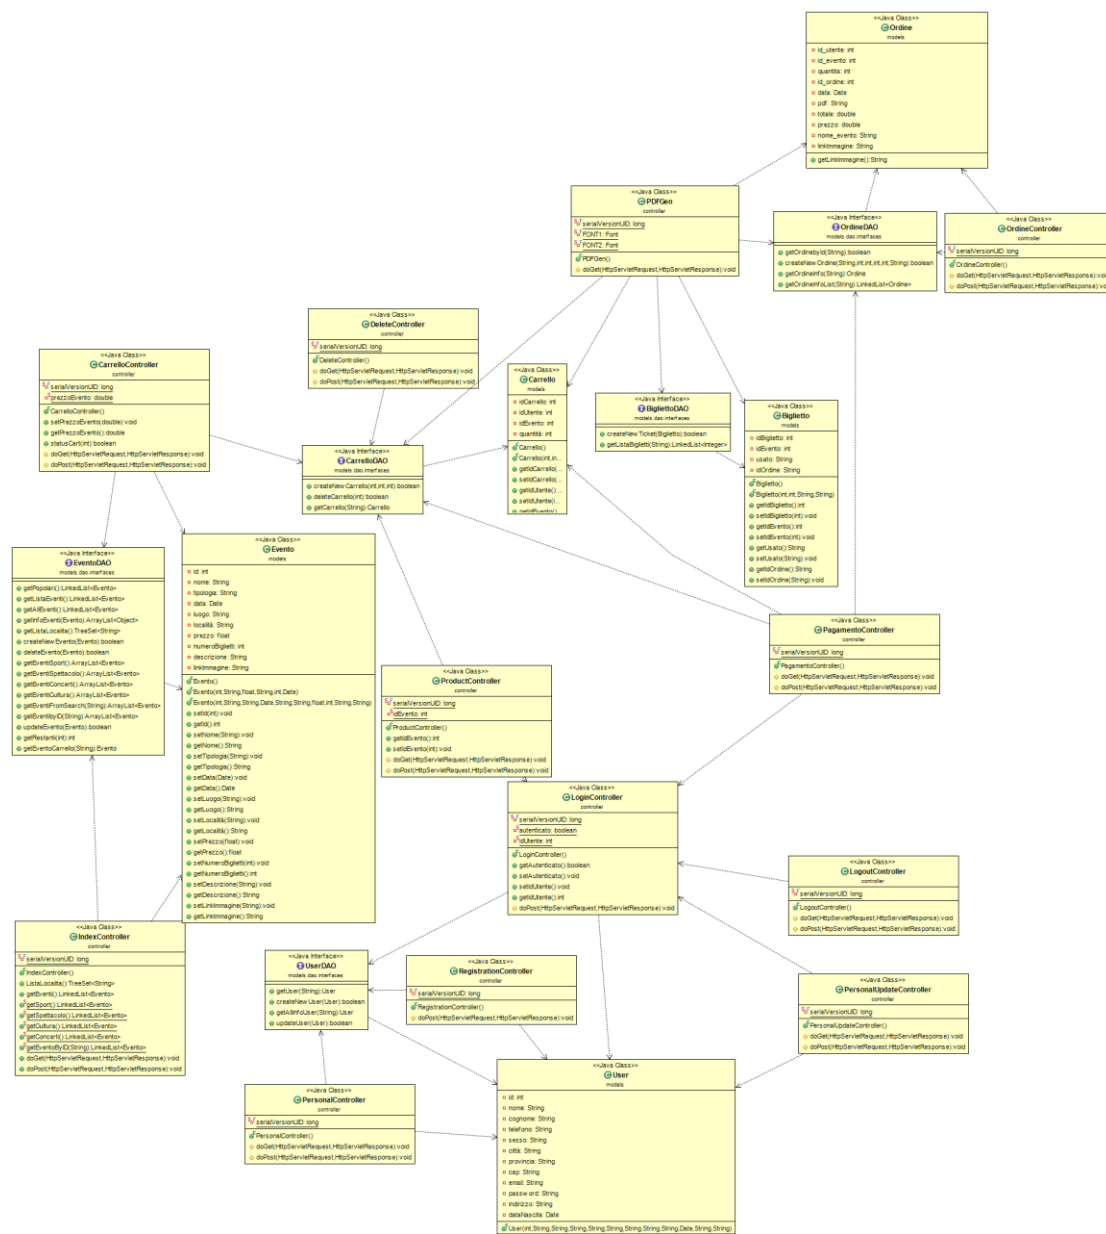 <<Java Class>>
Ordine
models
id_utente: int
id_evento: int
quantita: int
id_ordine: int
data: Date
pdf: String
totale: double
prezzo: double
nome_evento: String
linkImmagine: String
getLinkImmagine():String
<<Java Class>>
PDFGen
controller
serialVersionUID: long
FONT1: Font
FONT2: Font
PDFGen()
doGet(HttpServletRequest,HttpServletResponse):void
<<Java Interface>>
OrdineDAO
models.dao.interfaces
getOrdinebyId(String):boolean
createNewOrdine(String,int,int,int,int,String):boolean
getOrdineInfo(String):Ordine
getOrdineInfoList(String):LinkedList<Ordine>
<<Java Class>>
OrdineController
controller
serialVersionUID: long
OrdineController()
doGet(HttpServletRequest,HttpServletResponse):void
doPost(HttpServletRequest,HttpServletResponse):void
<<Java Class>>
DeleteController
controller
serialVersionUID: long
DeleteController()
doGet(HttpServletRequest,HttpServletResponse):void
doPost(HttpServletRequest,HttpServletResponse):void
<<Java Class>>
CarrelloController
controller
serialVersionUID: long
prezzoEvento: double
CarrelloController()
setPrezzoEvento(double):void
getPrezzoEvento():double
statusCart(int):boolean
doGet(HttpServletRequest,HttpServletResponse):void
doPost(HttpServletRequest,HttpServletResponse):void
<<Java Class>>
Carrello
models
idCarrello: int
idUtente: int
idEvento: int
quantità: int
Carrello()
Carrello(int,in...
getIdCarrello(...
setIdCarrello(...
getIdUtente():...
setIdUtente(i...
getIdEvento()
<<Java Interface>>
BigliettoDAO
models.dao.interfaces
createNewTicket(Biglietto):boolean
getListaBiglietti(String):LinkedList<Integer>
<<Java Class>>
Biglietto
models
idBiglietto: int
idEvento: int
usato: String
idOrdine: String
Biglietto()
Biglietto(int,int,String,String)
getIdBiglietto():int
setIdBiglietto(int):void
getIdEvento():int
setIdEvento(int):void
getUsato():String
setUsato(String):void
getIdOrdine():String
setIdOrdine(String):void
<<Java Interface>>
CarrelloDAO
models.dao.interfaces
createNewCarrello(int,int,int):boolean
deleteCarrello(int):boolean
getCarrello(String):Carrello
<<Java Interface>>
EventoDAO
models.dao.interfaces
getPopolari():LinkedList<Evento>
getListaEventi():LinkedList<Evento>
getAllEventi():LinkedList<Evento>
getInfoEventi(Evento):ArrayList<Object>
getListaLocalita():TreeSet<String>
createNewEvento(Evento):boolean
deleteEvento(Evento):boolean
getEventiSport():ArrayList<Evento>
getEventiSpettacolo():ArrayList<Evento>
getEventiConcerti():ArrayList<Evento>
getEventiCultura():ArrayList<Evento>
getEventiFromSearch(String):ArrayList<Evento>
getEventibyID(String):ArrayList<Evento>
updateEvento(Evento):boolean
getRestanti(int):int
getEventoCarrello(String):Evento
<<Java Class>>
Evento
models
id: int
nome: String
tipologia: String
data: Date
luogo: String
località: String
prezzo: float
numeroBiglietti: int
descrizione: String
linkImmagine: String
Evento()
Evento(int,String,float,String,int,Date)
Evento(int,String,String,Date,String,String,float,int,String,String)
setId(int):void
getId():int
setNome(String):void
getNome():String
setTipologia(String):void
getTipologia():String
setData(Date):void
getData():Date
setLuogo(String):void
getLuogo():String
setLocalità(String):void
getLocalità():String
setPrezzo(float):void
getPrezzo():float
setNumeroBiglietti(int):void
getNumeroBiglietti():int
setDescrizione(String):void
getDescrizione():String
setLinkImmagine(String):void
getLinkImmagine():String
<<Java Class>>
PagamentoController
controller
serialVersionUID: long
PagamentoController()
doGet(HttpServletRequest,HttpServletResponse):void
doPost(HttpServletRequest,HttpServletResponse):void
<<Java Class>>
ProductController
controller
serialVersionUID: long
idEvento: int
ProductController()
getIdEvento():int
setIdEvento(int):void
doGet(HttpServletRequest,HttpServletResponse):void
doPost(HttpServletRequest,HttpServletResponse):void
<<Java Class>>
LoginController
controller
serialVersionUID: long
autenticato: boolean
idUtente: int
LoginController()
getAutenticato():boolean
setAutenticato():void
setIdUtente():void
getIdUtente():int
doPost(HttpServletRequest,HttpServletResponse):void
<<Java Class>>
LogoutController
controller
serialVersionUID: long
LogoutController()
doGet(HttpServletRequest,HttpServletResponse):void
doPost(HttpServletRequest,HttpServletResponse):void
<<Java Class>>
IndexController
controller
serialVersionUID: long
IndexController()
ListaLocalita():TreeSet<String>
getEventi():LinkedList<Evento>
getSport():LinkedList<Evento>
getSpettacolo():LinkedList<Evento>
getCultura():LinkedList<Evento>
getConcerti():LinkedList<Evento>
getEventoByID(String):LinkedList<Evento>
doGet(HttpServletRequest,HttpServletResponse):void
doPost(HttpServletRequest,HttpServletResponse):void
<<Java Interface>>
UserDAO
models.dao.interfaces
getUser(String):User
createNewUser(User):boolean
getAllInfoUser(String):User
updateUser(User):boolean
<<Java Class>>
RegistrationController
controller
serialVersionUID: long
RegistrationController()
doPost(HttpServletRequest,HttpServletResponse):void
<<Java Class>>
PersonalUpdateController
controller
serialVersionUID: long
PersonalUpdateController()
doGet(HttpServletRequest,HttpServletResponse):void
doPost(HttpServletRequest,HttpServletResponse):void
<<Java Class>>
PersonalController
controller
serialVersionUID: long
PersonalController()
doGet(HttpServletRequest,HttpServletResponse):void
doPost(HttpServletRequest,HttpServletResponse):void
<<Java Class>>
User
models
id: int
nome: String
cognome: String
telefono: String
sesso: String
città: String
provincia: String
cap: String
email: String
password: String
indirizzo: String
dataNascita: Date
User(int,String,String,String,String,String,String,String,String,Date,String,String)